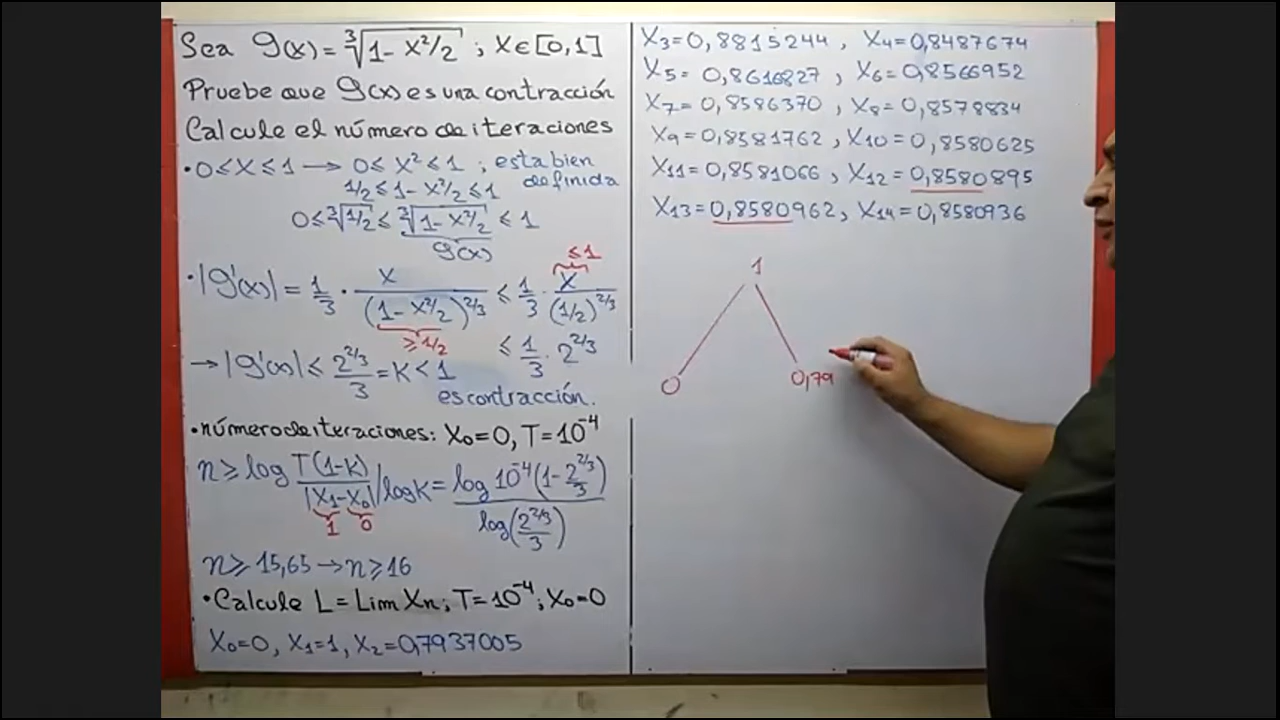 Sea g(x) = ∛(1-x²/2) ; x∈[0,1]
Pruebe que g(x) es una contracción
Calcule el número de iteraciones
• 0≤x≤1 → 0≤x²≤1 ; esta bien definida
1/2 ≤ 1-x²/2 ≤ 1
0 ≤ ∛(1/2) ≤ ∛(1-x²/2) ≤ 1
g(x)
≤1
• |g'(x)| = 1/3 · x/(1-x²/2)^(2/3) ≤ 1/3 · x/(1/2)^(2/3)
≥1/2
≤ 1/3 · 2^(2/3)
→ |g'(x)| ≤ 2^(2/3)/3 = K < 1
es contracción.
• número de iteraciones: X₀=0, T=10⁻⁴
n ≥ log T(1-K)/|X₁-X₀| / log K = log 10⁻⁴(1-2^(2/3)/3) / log(2^(2/3)/3)
1 0
n ≥ 15,65 → n ≥ 16
• Calcule L = Lim Xn ; T=10⁻⁴ ; X₀=0
X₀=0, X₁=1, X₂=0,7937005
X₃=0,8815244 , X₄=0,8487674
X₅=0,8616827 , X₆=0,8566952
X₇=0,8586370 , X₈=0,8578834
X₉=0,8581762 , X₁₀=0,8580625
X₁₁=0,8581066 , X₁₂=0,8580895
X₁₃=0,8580962 , X₁₄=0,8580936
1
0 0,79